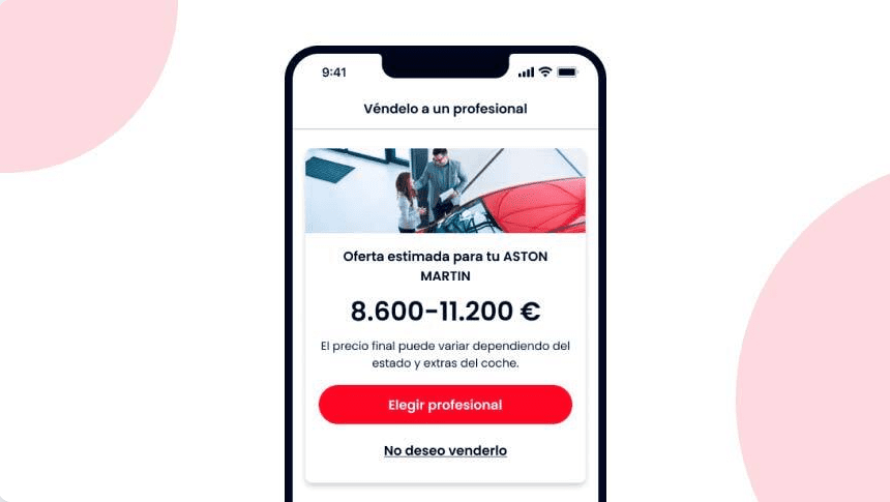 9:41
Véndelo a un profesional
Oferta estimada para tu ASTON
MARTIN
8.600-11.200 €
El precio final puede variar dependiendo del
estado y extras del coche.
Elegir profesional
No deseo venderlo